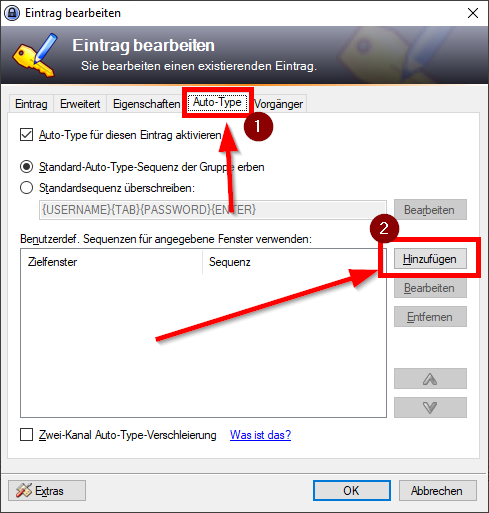 Eintrag bearbeiten
Eintrag bearbeiten
Sie bearbeiten einen existierenden Eintrag.
Eintrag Erweitert Eigenschaften Auto-Type Vorgänger
1
Auto-Type für diesen Eintrag aktivieren
Standard-Auto-Type-Sequenz der Gruppe erben
Standardsequenz überschreiben:
{USERNAME}{TAB}{PASSWORD}{ENTER} Bearbeiten
2
Benutzerdef. Sequenzen für angegebene Fenster verwenden:
Zielfenster Sequenz Hinzufügen
Bearbeiten
Entfernen
Zwei-Kanal Auto-Type-Verschleierung Was ist das?
Extras OK Abbrechen